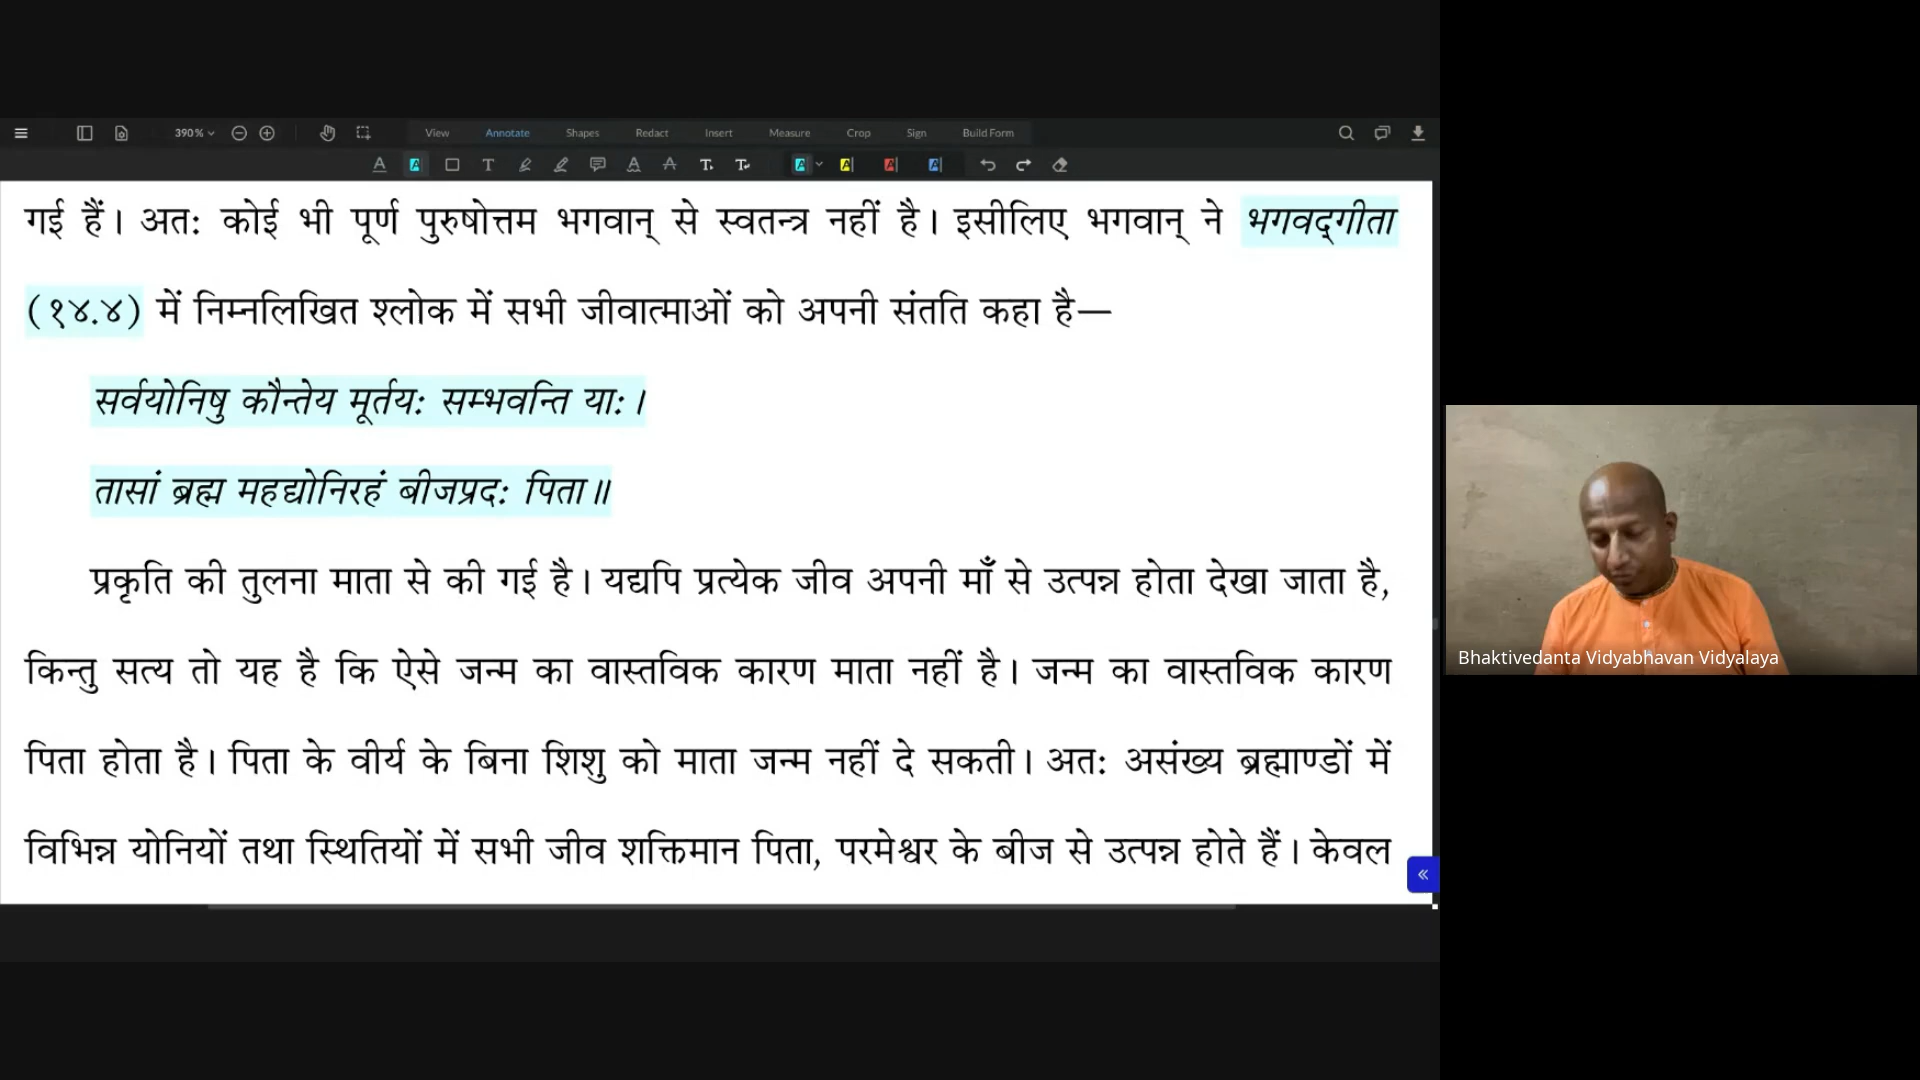 390%
View Annotate Shapes Redact Insert Measure Crop Sign Build Form
गई हैं। अतः कोई भी पूर्ण पुरुषोत्तम भगवान् से स्वतन्त्र नहीं है। इसीलिए भगवान् ने भगवद्गीता
(१४.४) में निम्नलिखित श्लोक में सभी जीवात्माओं को अपनी संतति कहा है—
सर्वयोनिषु कौन्तेय मूर्तयः सम्भवन्ति याः।
तासां ब्रह्म महद्योनिरहं बीजप्रदः पिता॥
प्रकृति की तुलना माता से की गई है। यद्यपि प्रत्येक जीव अपनी माँ से उत्पन्न होता देखा जाता है,
किन्तु सत्य तो यह है कि ऐसे जन्म का वास्तविक कारण माता नहीं है। जन्म का वास्तविक कारण
पिता होता है। पिता के वीर्य के बिना शिशु को माता जन्म नहीं दे सकती। अतः असंख्य ब्रह्माण्डों में
विभिन्न योनियों तथा स्थितियों में सभी जीव शक्तिमान पिता, परमेश्वर के बीज से उत्पन्न होते हैं। केवल
Bhaktivedanta Vidyabhavan Vidyalaya